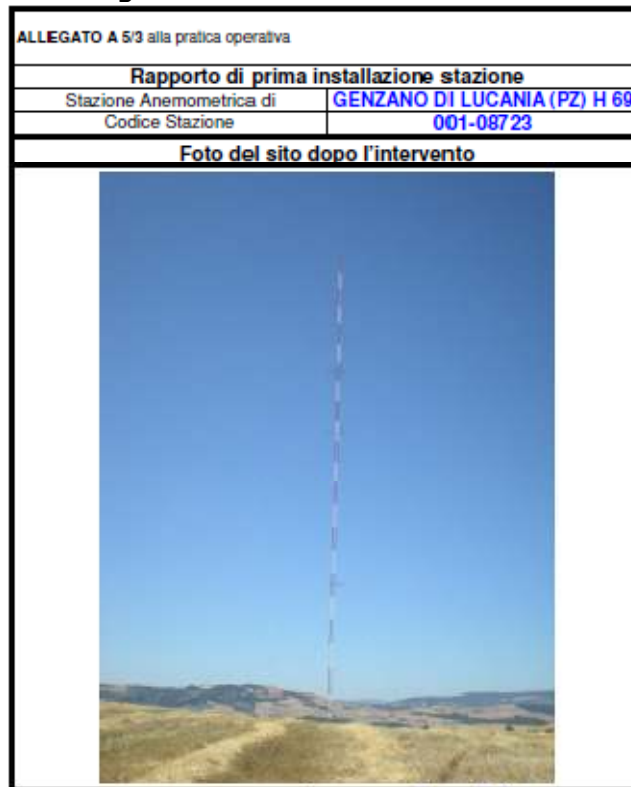 ALLEGATO A 5/3 alla pratica operativa
Rapporto di prima installazione stazione
Stazione Anemometrica di GENZANO DI LUCANIA (PZ) H 69
Codice Stazione 001-08723
Foto del sito dopo l'intervento